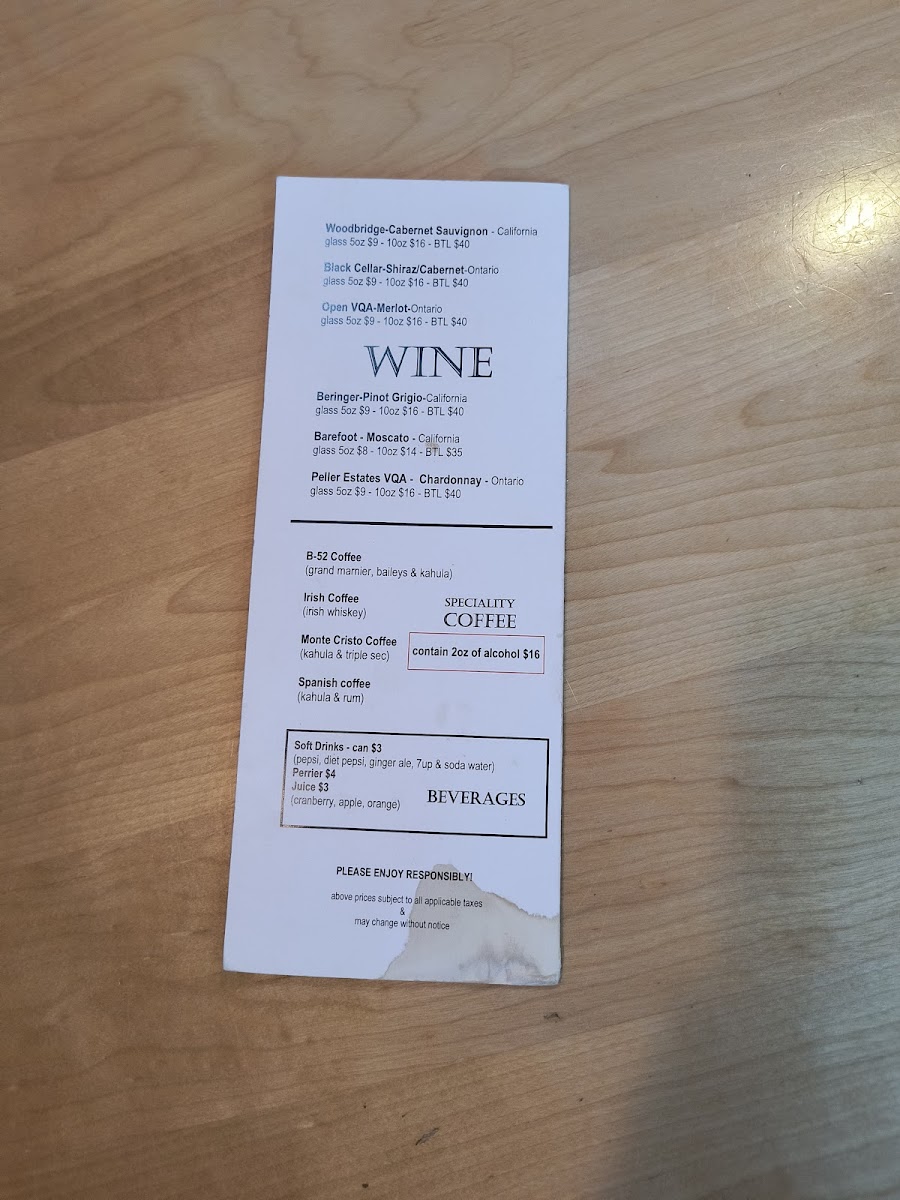 Woodbridge-Cabernet Sauvignon - California
glass 5oz $9 - 10oz $16 - BTL $40
Black Cellar-Shiraz/Cabernet-Ontario
glass 5oz $9 - 10oz $16 - BTL $40
Open VQA-Merlot-Ontario
glass 5oz $9 - 10oz $16 - BTL $40
WINE
Beringer-Pinot Grigio-California
glass 5oz $9 - 10oz $16 - BTL $40
Barefoot - Moscato - California
glass 5oz $8 - 10oz $14 - BTL $35
Peller Estates VQA - Chardonnay - Ontario
glass 5oz $9 - 10oz $16 - BTL $40
B-52 Coffee
(grand marnier, baileys & kahula)
Irish Coffee
(irish whiskey)
SPECIALITY
COFFEE
Monte Cristo Coffee
(kahula & triple sec)
contain 2oz of alcohol $16
Spanish coffee
(kahula & rum)
Soft Drinks - can $3
(pepsi, diet pepsi, ginger ale, 7up & soda water)
Perrier $4
Juice $3
(cranberry, apple, orange)
BEVERAGES
PLEASE ENJOY RESPONSIBLY!
above prices subject to all applicable taxes
&
may change without notice